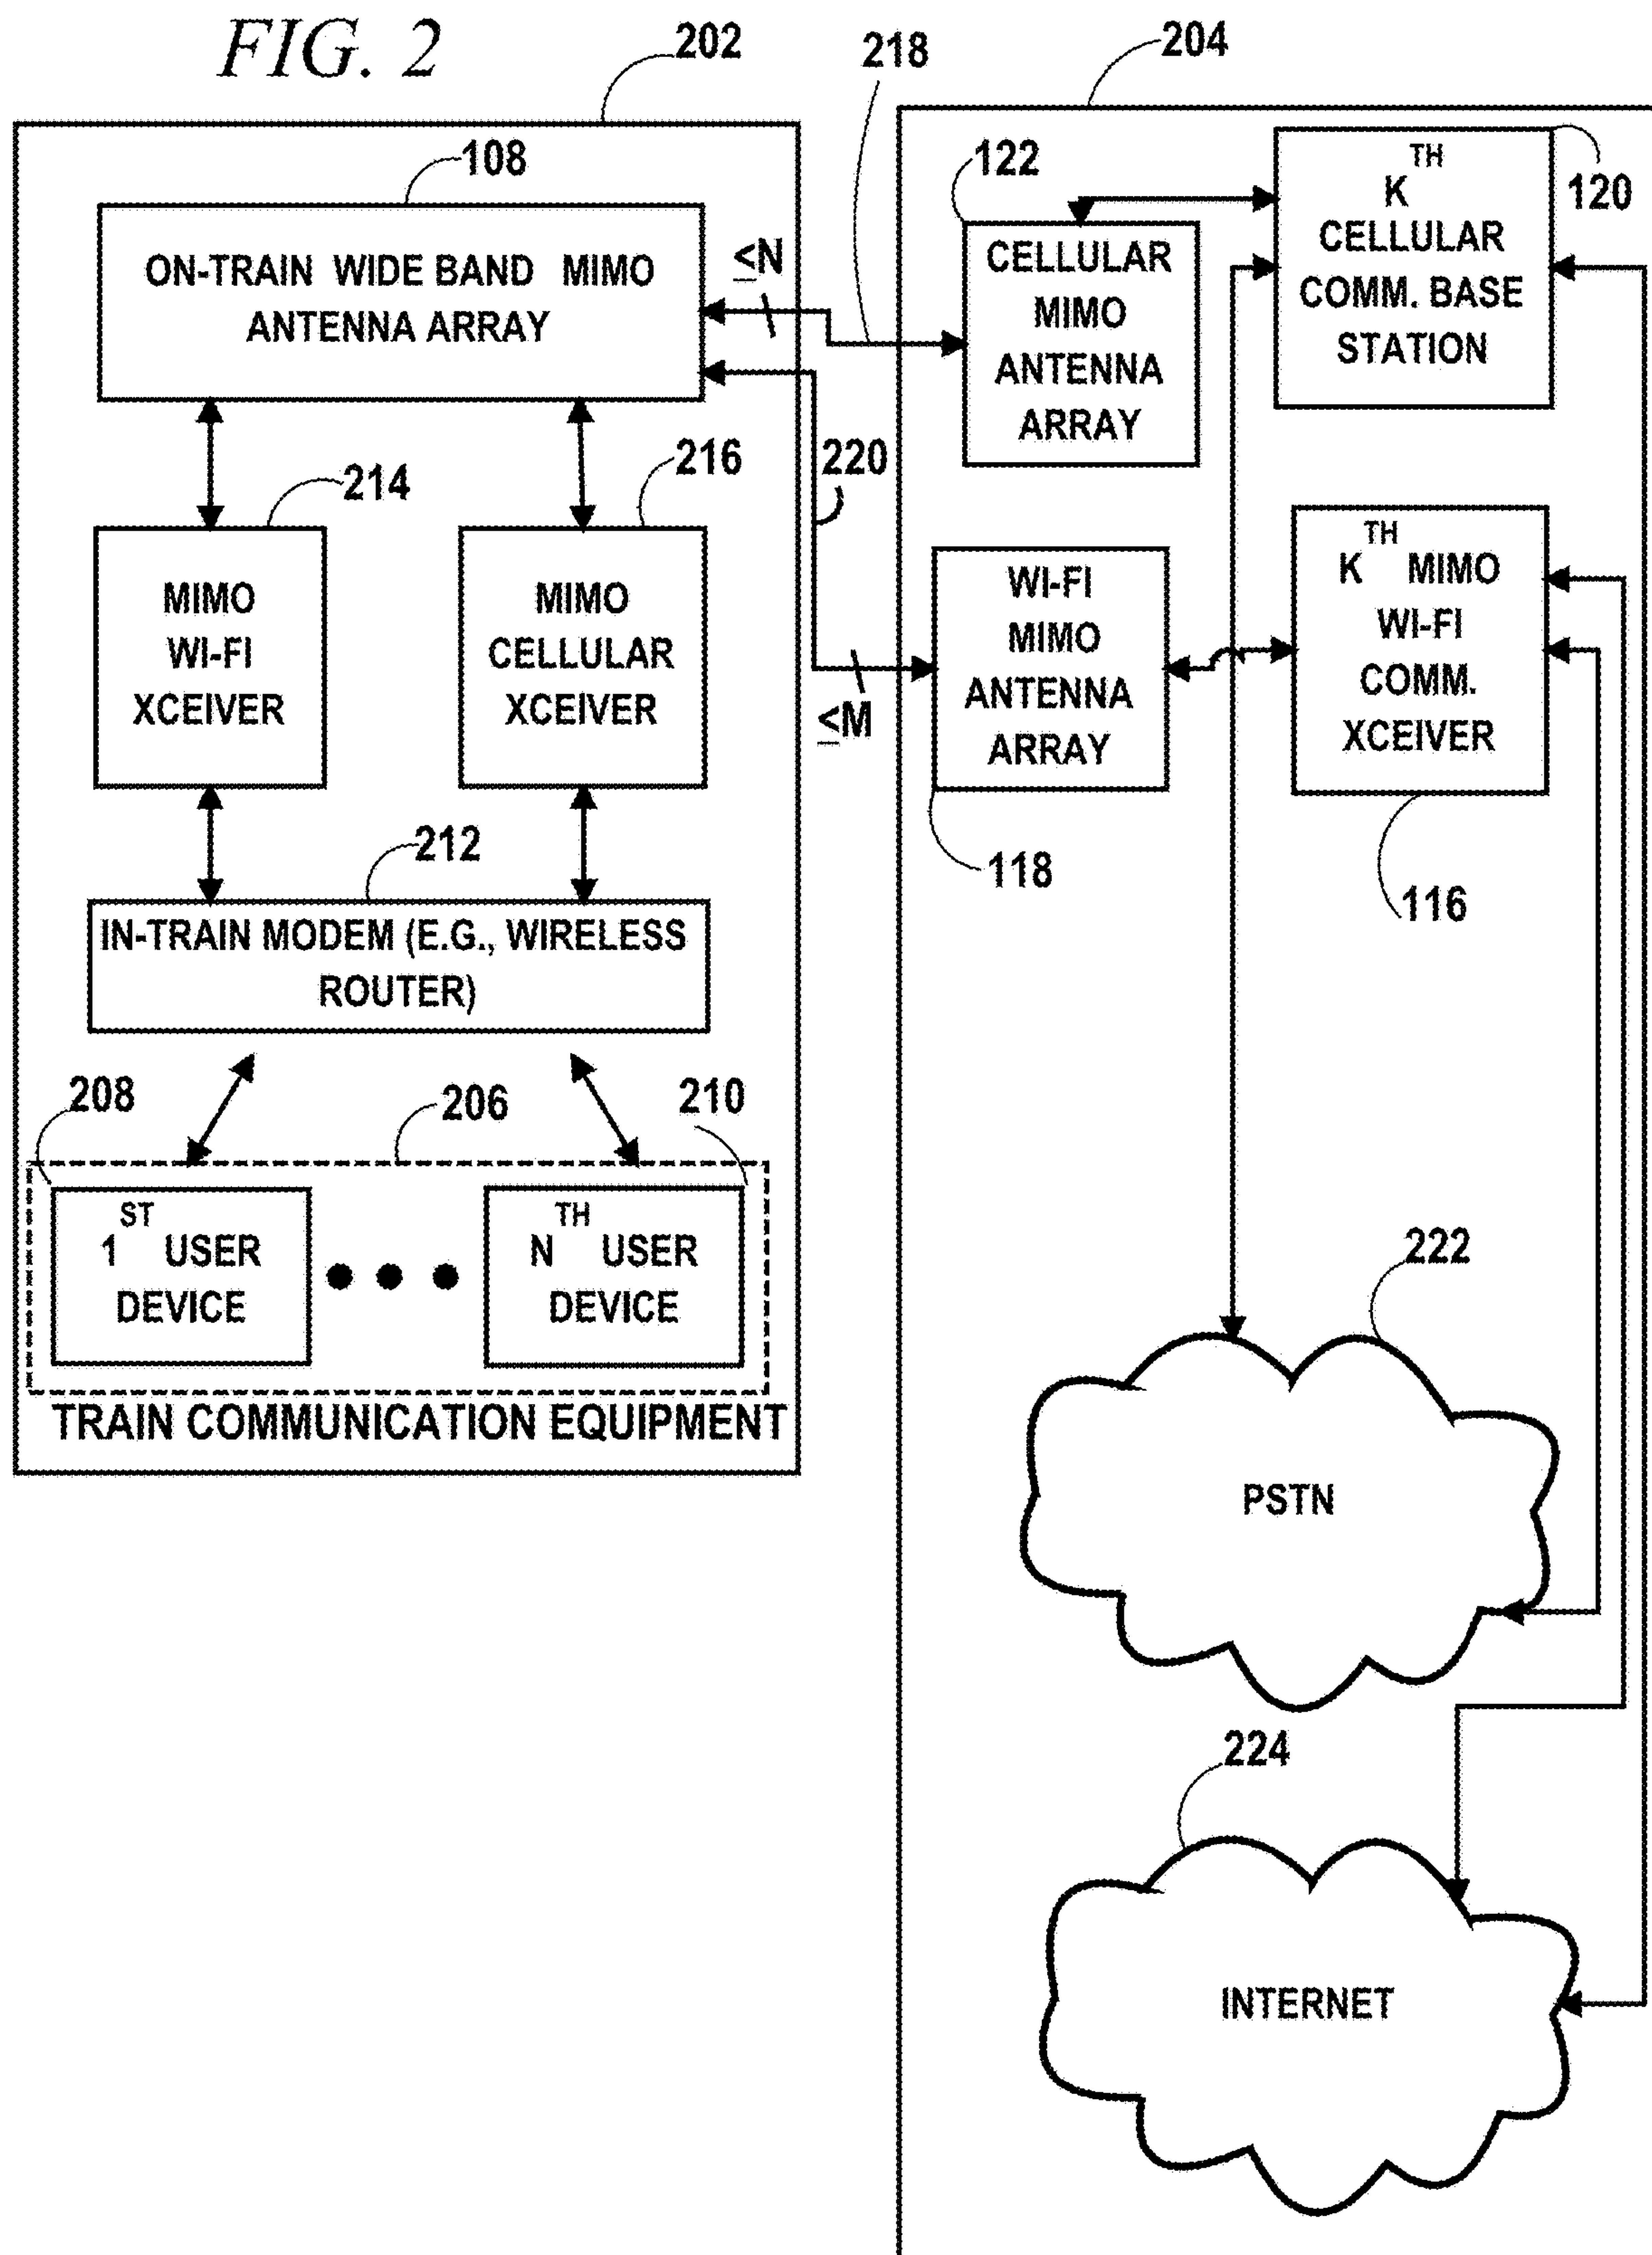 FIG. 2
202
218
204
108
ON-TRAIN WIDE BAND MIMO
ANTENNA ARRAY
<N
122
CELLULAR
MIMO
ANTENNA
ARRAY
K TH
CELLULAR
COMM. BASE
STATION
120
214
MIMO
WI-FI
XCEIVER
216
MIMO
CELLULAR
XCEIVER
220
<M
WI-FI
MIMO
ANTENNA
ARRAY
118
K TH MIMO
WI-FI
COMM.
XCEIVER
116
212
IN-TRAIN MODEM (E.G., WIRELESS
ROUTER)
208
206
210
1 ST USER
DEVICE
N TH USER
DEVICE
TRAIN COMMUNICATION EQUIPMENT
222
PSTN
224
INTERNET